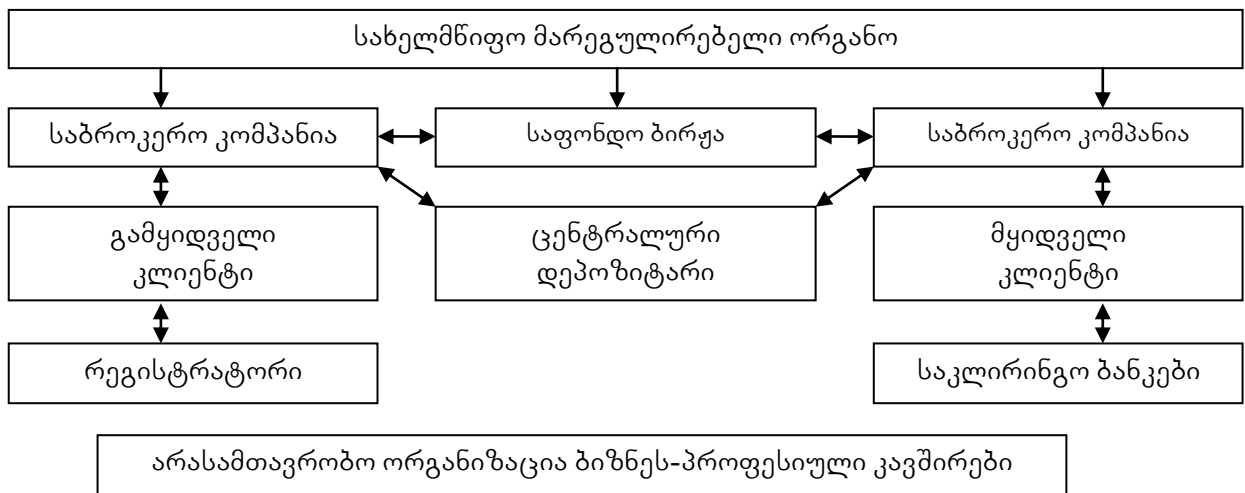 სახელმწიფო მარეგულირებელი ორგანო
საბროკერო კომპანია
საფონდო ბირჟა
საბროკერო კომპანია
გამყიდველი
კლიენტი
ცენტრალური
დეპოზიტარი
მყიდველი
კლიენტი
რეგისტრატორი
საკლირინგო ბანკები
არასამთავრობო ორგანიზაცია ბიზნეს-პროფესიული კავშირები